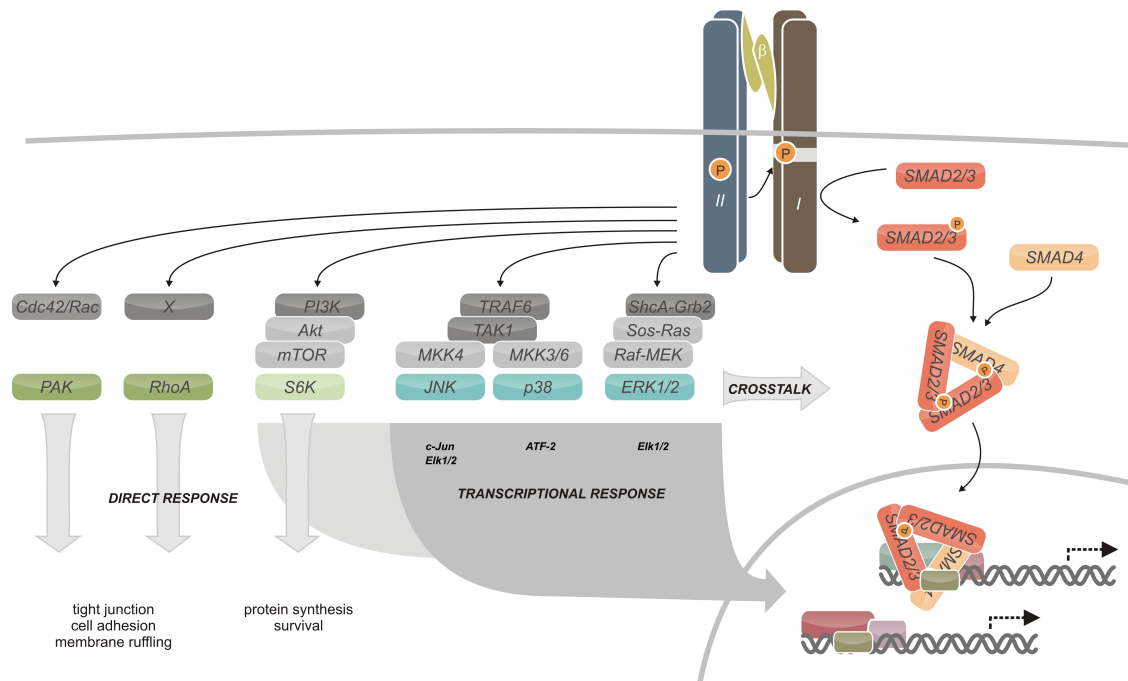 β
P
P
II
I
SMAD2/3
P
SMAD2/3
SMAD4
Cdc42/Rac
X
PI3K
TRAF6
ShcA-Grb2
Akt
TAK1
Sos-Ras
mTOR
MKK4
MKK3/6
Raf-MEK
PAK
RhoA
S6K
JNK
p38
ERK1/2
CROSSTALK
SMAD2/3
SMAD4
SMAD2/3
P
P
c-Jun
Elk1/2
ATF-2
Elk1/2
DIRECT RESPONSE
TRANSCRIPTIONAL RESPONSE
SMAD2/3
SMAD2/3
P
tight junction
cell adhesion
membrane ruffling
protein synthesis
survival